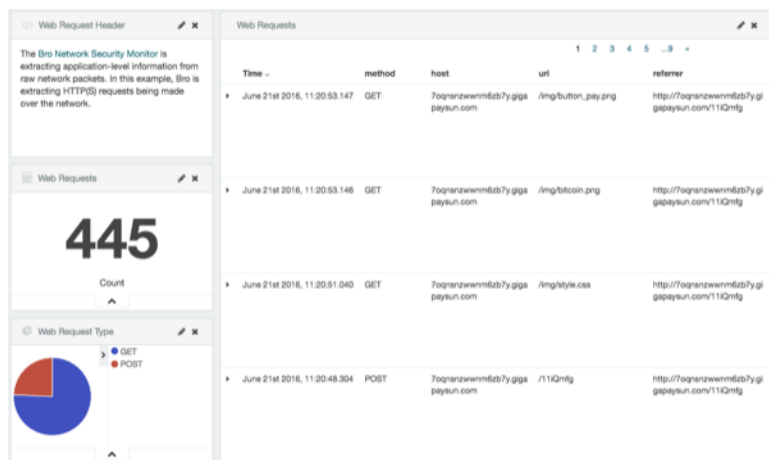 Web Request Header
The Bro Network Security Monitor is
extracting application-level information from
raw network packets. In this example, Bro is
extracting HTTP(S) requests being made
over the network.
Web Requests
445
Count
Web Request Type
GET
POST
Web Requests
1 2 3 4 5 ...9 »
Time method host uri referrer
June 21st 2016, 11:20:53.147 GET 7oqnsnzwwnm6zb7y.giga /img/button_pay.png http://7oqnsnzwwnm6zb7y.gi
paysun.com gapaysun.com/11iQmfg
June 21st 2016, 11:20:53.146 GET 7oqnsnzwwnm6zb7y.giga /img/bitcoin.png http://7oqnsnzwwnm6zb7y.gi
paysun.com gapaysun.com/11iQmfg
June 21st 2016, 11:20:51.040 GET 7oqnsnzwwnm6zb7y.giga /img/style.css http://7oqnsnzwwnm6zb7y.gi
paysun.com gapaysun.com/11iQmfg
June 21st 2016, 11:20:48.304 POST 7oqnsnzwwnm6zb7y.giga /11iQmfg http://7oqnsnzwwnm6zb7y.gi
paysun.com gapaysun.com/11iQmfg